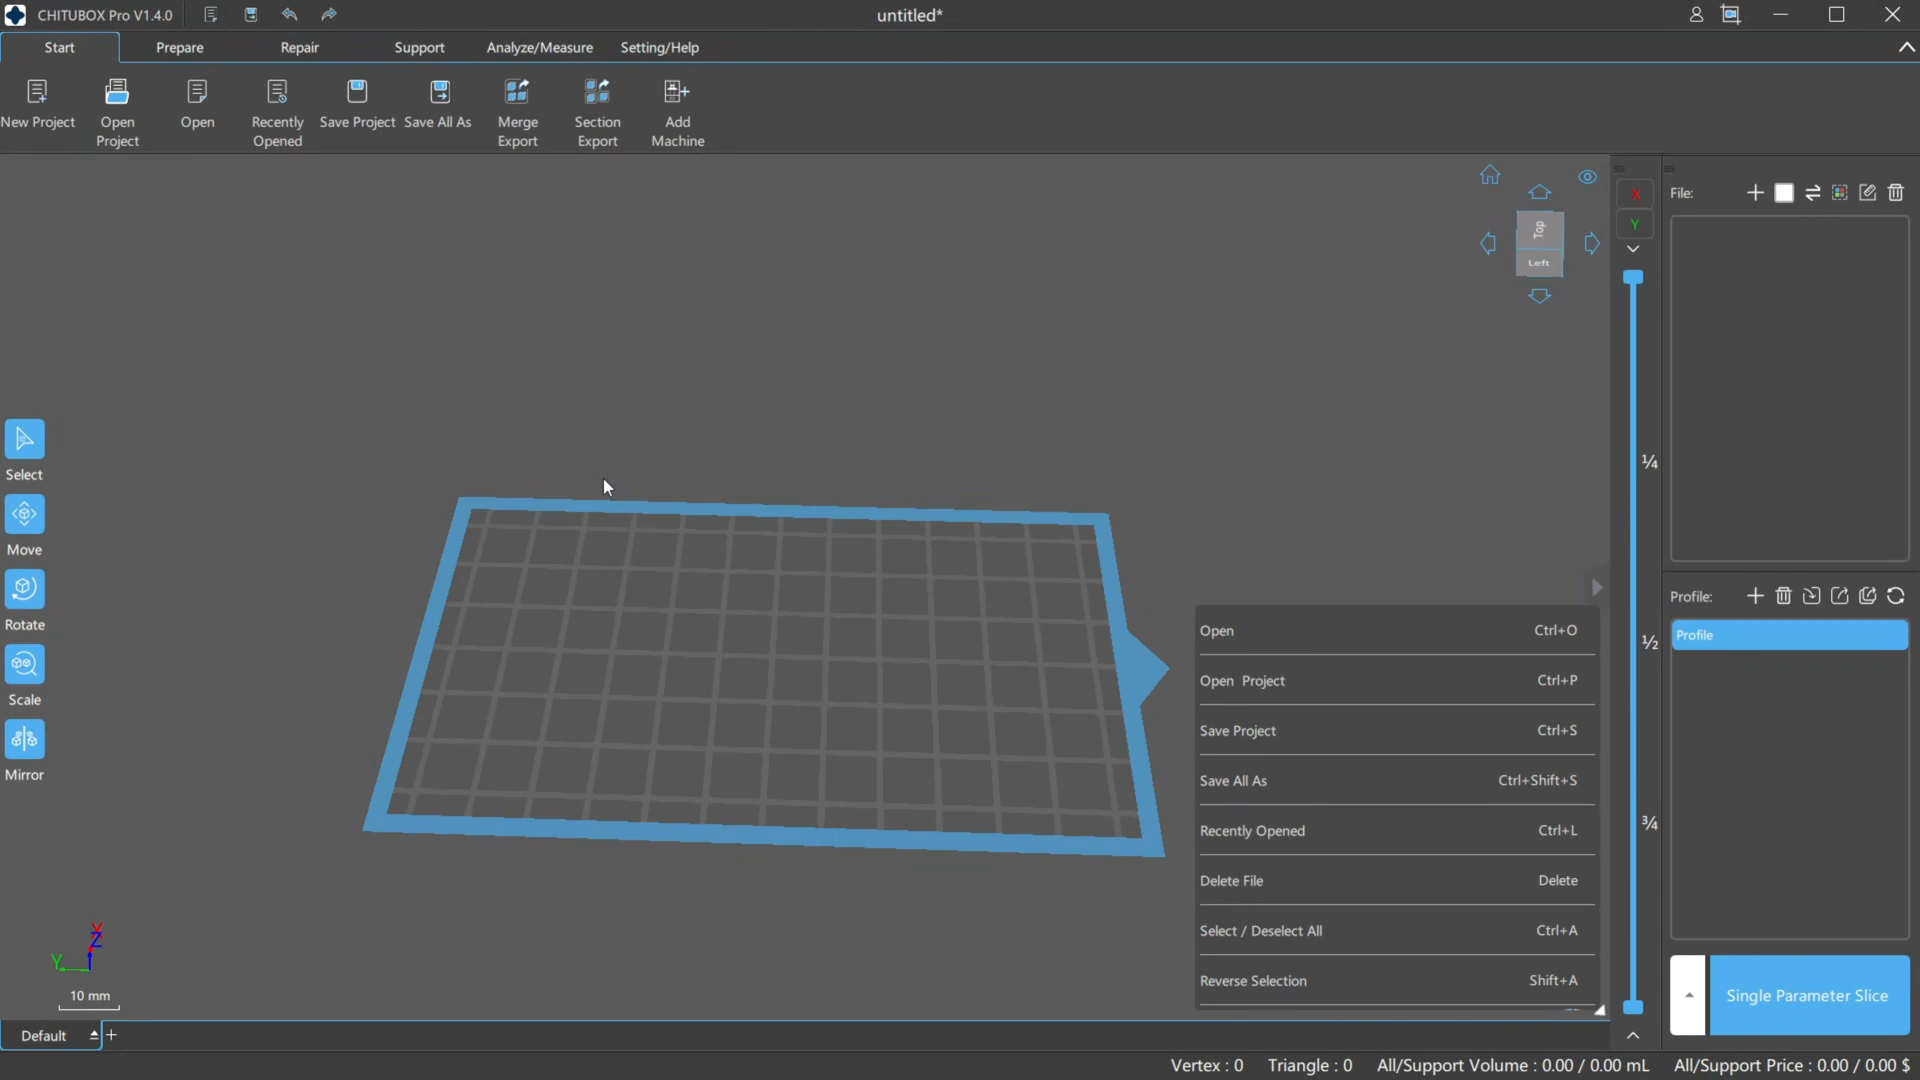 CHITUBOX Pro V1.4.0
untitled*
Start
Prepare
Repair
Support
Analyze/Measure
Setting/Help
New Project
Open
Project
Open
Recently
Opened
Save Project
Save All As
Merge
Export
Section
Export
Add
Machine
Top
Left
X
Y
File:
Select
Move
Rotate
Scale
Mirror
¼
½
¾
Profile:
Profile
Open Ctrl+O
Open Project Ctrl+P
Save Project Ctrl+S
Save All As Ctrl+Shift+S
Recently Opened Ctrl+L
Delete File Delete
Select / Deselect All Ctrl+A
Reverse Selection Shift+A
X
Z
Y
10 mm
Single Parameter Slice
Default
Vertex : 0
Triangle : 0
All/Support Volume : 0.00 / 0.00 mL
All/Support Price : 0.00 / 0.00 $